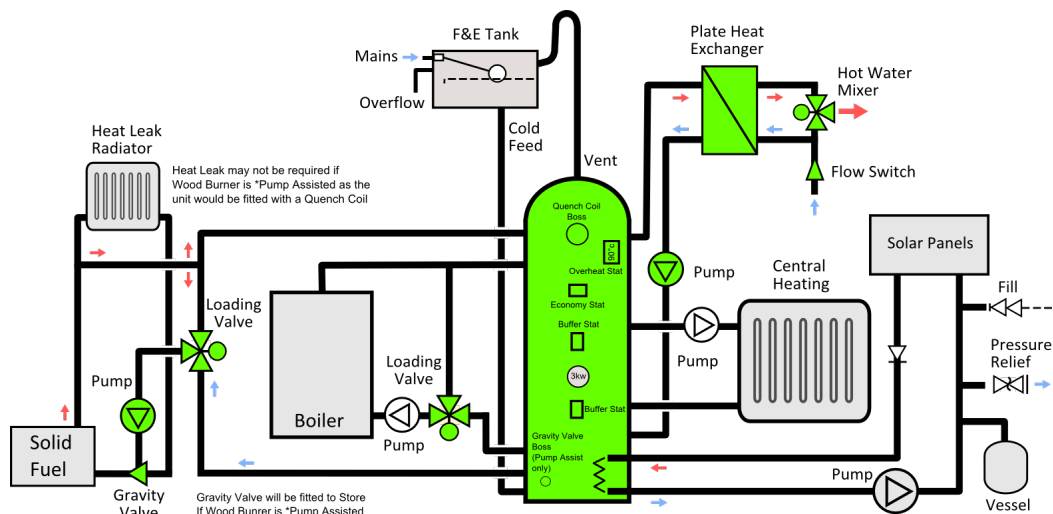 F&E Tank
Mains
Overflow
Cold
Feed
Vent
Plate Heat
Exchanger
Hot Water
Mixer
Flow Switch
Heat Leak
Radiator
Heat Leak may not be required if
Wood Burner is *Pump Assisted as the
unit would be fitted with a Quench Coil
Quench Coil
Boss
90°c
Overheat Stat
Economy Stat
Buffer Stat
3kw
Buffer Stat
Gravity Valve
Boss
(Pump Assist
only)
Pump
Pump
Central
Heating
Solar Panels
Fill
Pressure
Relief
Pump
Vessel
Loading
Valve
Pump
Solid
Fuel
Gravity
Valve
Boiler
Loading
Valve
Pump
Gravity Valve will be fitted to Store
If Wood Bunrer is *Pump Assisted